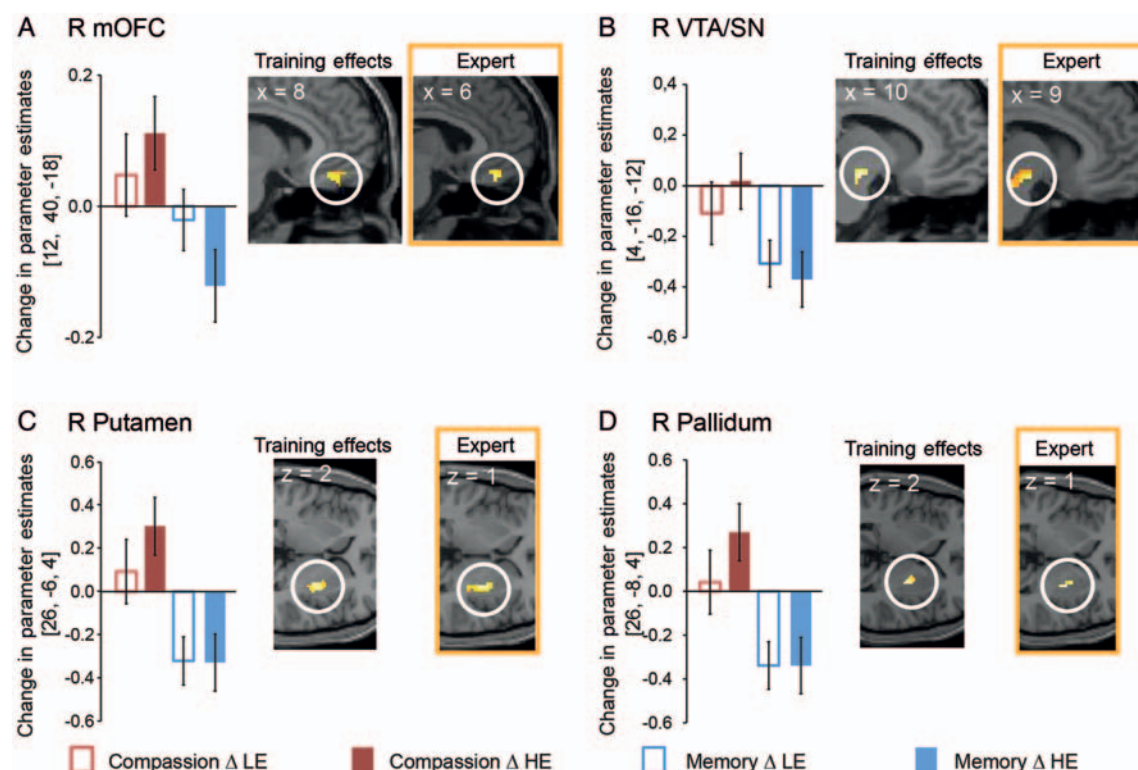 A R mOFC
Training effects
Expert
x = 8
x = 6
0.2
0.0
-0.2
Change in parameter estimates
[12, 40, -18]
B R VTA/SN
Training effects
Expert
x = 10
x = 9
0,4
0,2
0,0
-0,2
-0,4
-0,6
Change in parameter estimates
[4, -16, -12]
C R Putamen
Training effects
Expert
z = 2
z = 1
0.6
0.4
0.2
0.0
-0.2
-0.4
-0.6
Change in parameter estimates
[26, -6, 4]
D R Pallidum
Training effects
Expert
z = 2
z = 1
0.6
0.4
0.2
0.0
-0.2
-0.4
-0.6
Change in parameter estimates
[26, -8, 4]
Compassion Δ LE
Compassion Δ HE
Memory Δ LE
Memory Δ HE